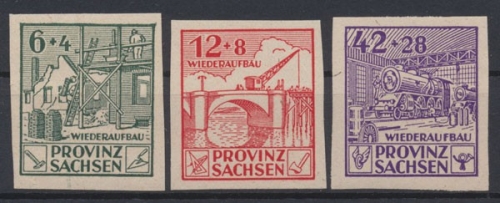 6+4
WIEDERAUFBAU
PROVINZ
SACHSEN
12+8
WIEDERAUFBAU
PROVINZ
SACHSEN
42+28
WIEDERAUFBAU
PROVINZ
SACHSEN